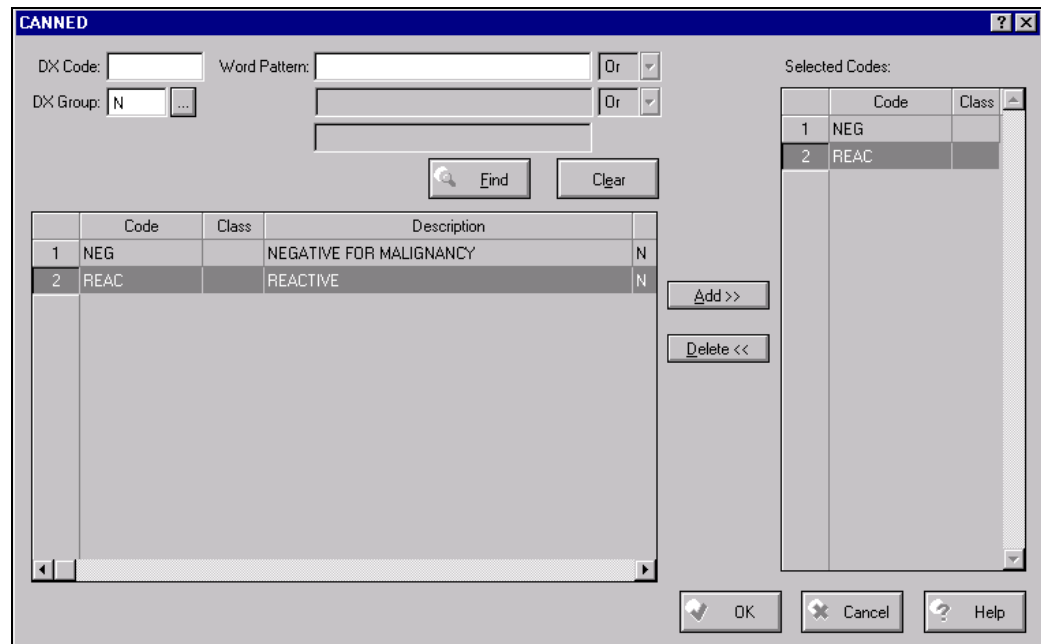 CANNED
DX Code: Word Pattern: Or Selected Codes:
DX Group: N ... Or
Code Class
1 NEG
2 REAC
Find Clear
Code Class Description
1 NEG NEGATIVE FOR MALIGNANCY N
2 REAC REACTIVE N
Add >>
Delete <<
OK Cancel Help